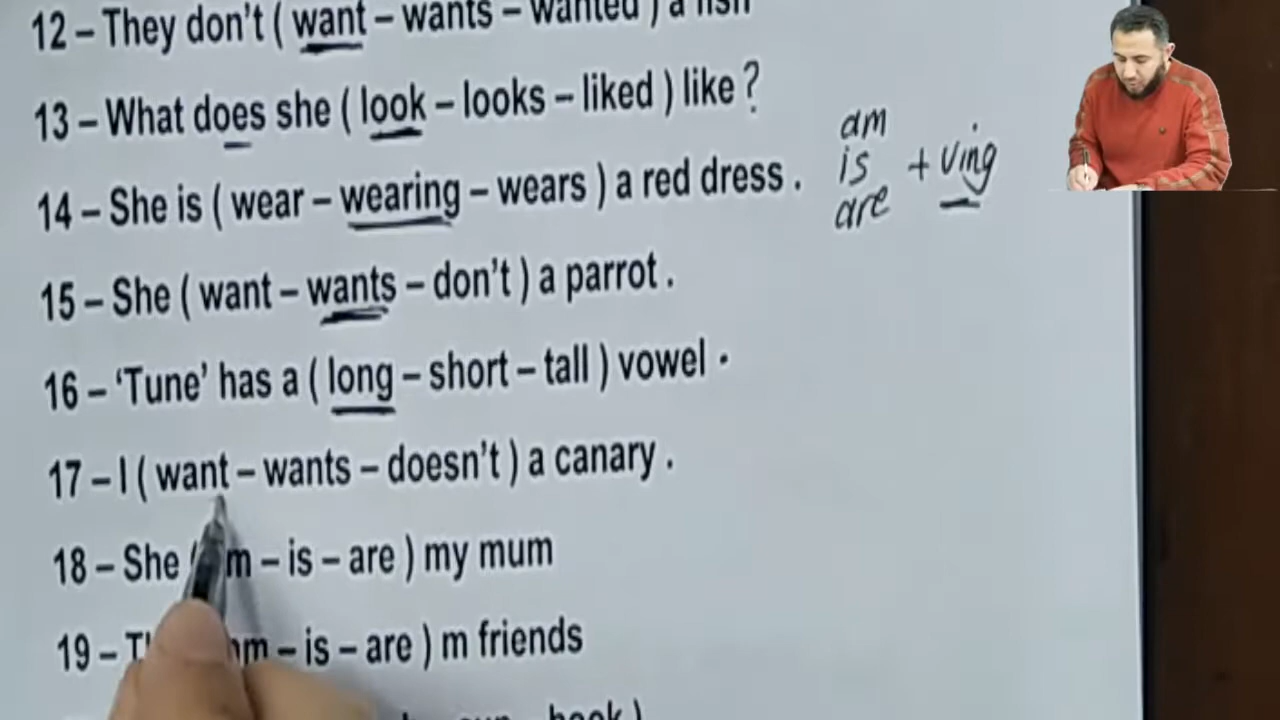 12 – They don't ( want – wants – wanted ) a fish
13 – What does she ( look – looks – liked ) like ?
14 – She is ( wear – wearing – wears ) a red dress .
am
is + ving
are
15 – She ( want – wants – don't ) a parrot .
16 – 'Tune' has a ( long – short – tall ) vowel .
17 – I ( want – wants – doesn't ) a canary .
18 – She – is – are ) my mum
19 – – is – are ) m friends
book )